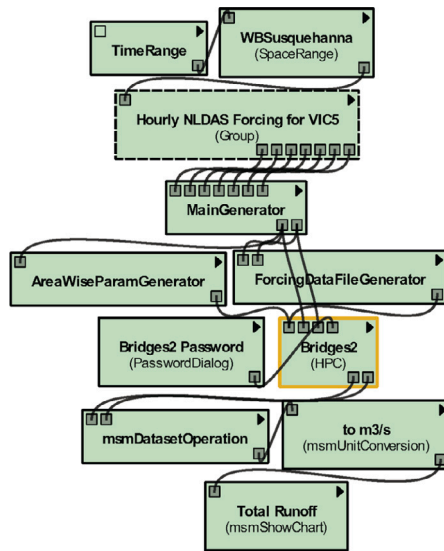 TimeRange
WBSusquehanna
(SpaceRange)
Hourly NLDAS Forcing for VIC5
(Group)
MainGenerator
AreaWiseParamGenerator
ForcingDataFileGenerator
Bridges2 Password
(PasswordDialog)
Bridges2
(HPC)
msmDatasetOperation
to m3/s
(msmUnitConversion)
Total Runoff
(msmShowChart)